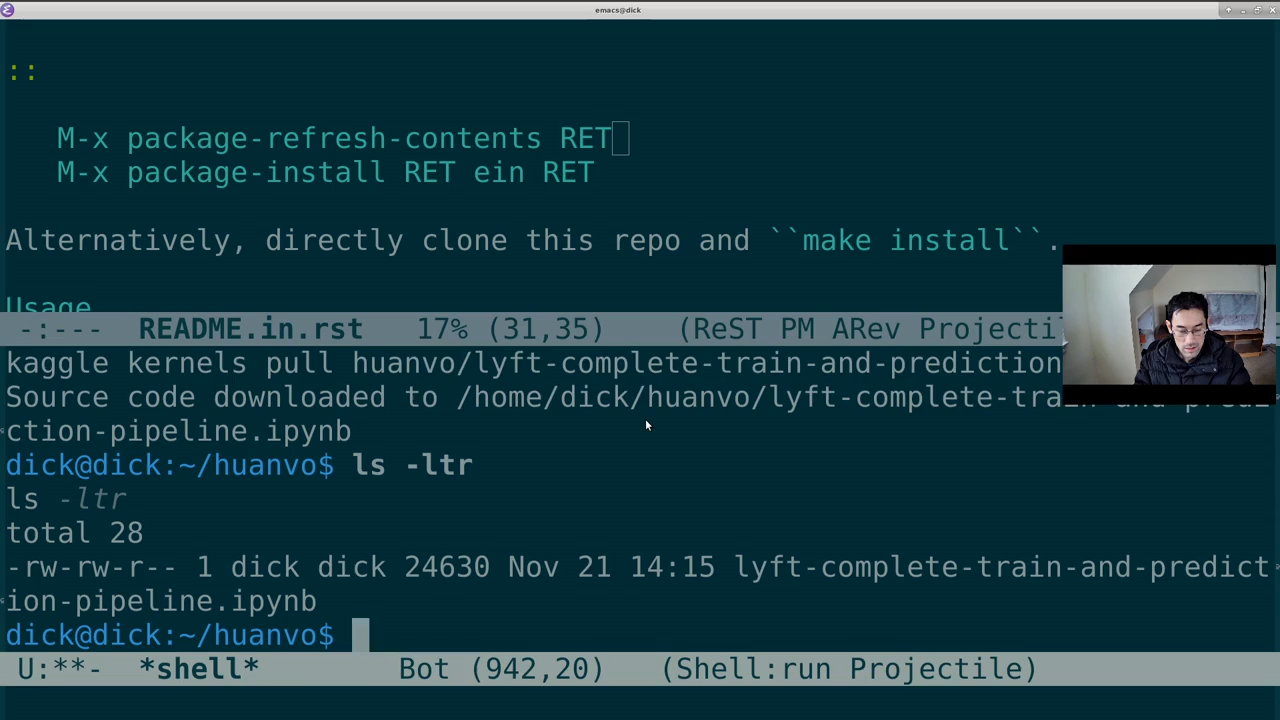 emacs@dick
::
M-x package-refresh-contents RET
M-x package-install RET ein RET
Alternatively, directly clone this repo and ``make install``.
Usage
-:---  README.in.rst   17% (31,35)    (ReST PM ARev Projectil
kaggle kernels pull huanvo/lyft-complete-train-and-prediction
Source code downloaded to /home/dick/huanvo/lyft-complete-train-and-predi
ction-pipeline.ipynb
dick@dick:~/huanvo$ ls -ltr
ls -ltr
total 28
-rw-rw-r-- 1 dick dick 24630 Nov 21 14:15 lyft-complete-train-and-predict
ion-pipeline.ipynb
dick@dick:~/huanvo$
U:**-  *shell*        Bot (942,20)   (Shell:run Projectile)